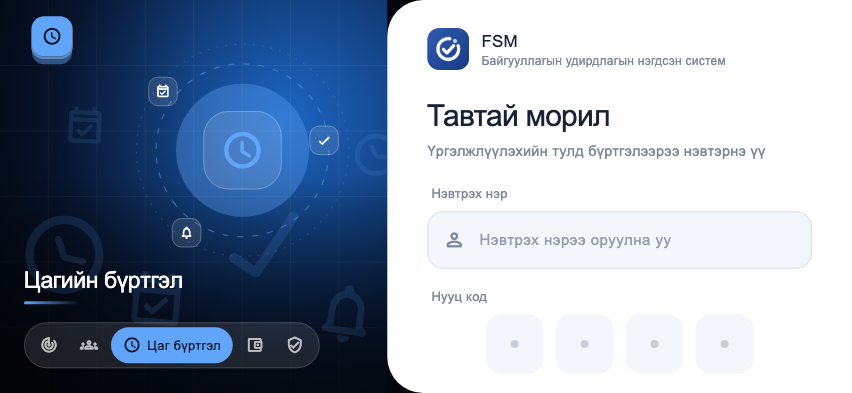 Цагийн бүртгэл
Цаг бүртгэл
FSM
Байгууллагын удирдлагын нэгдсэн систем
Тавтай морил
Үргэлжлүүлэхийн тулд бүртгэлээрээ нэвтэрнэ үү
Нэвтрэх нэр
Нэвтрэх нэрээ оруулна уу
Нууц код